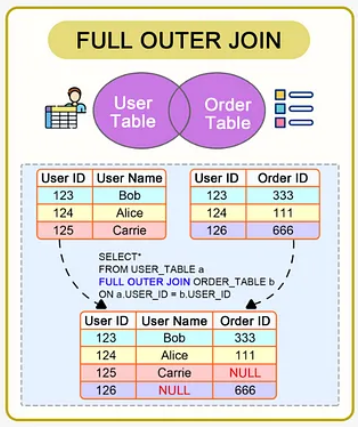 FULL OUTER JOIN
User Order
Table Table
User ID User Name User ID Order ID
123 Bob 123 333
124 Alice 124 111
125 Carrie 126 666
SELECT*
FROM USER_TABLE a
FULL OUTER JOIN ORDER_TABLE b
ON a.USER_ID = b.USER_ID
User ID User Name Order ID
123 Bob 333
124 Alice 111
125 Carrie NULL
126 NULL 666